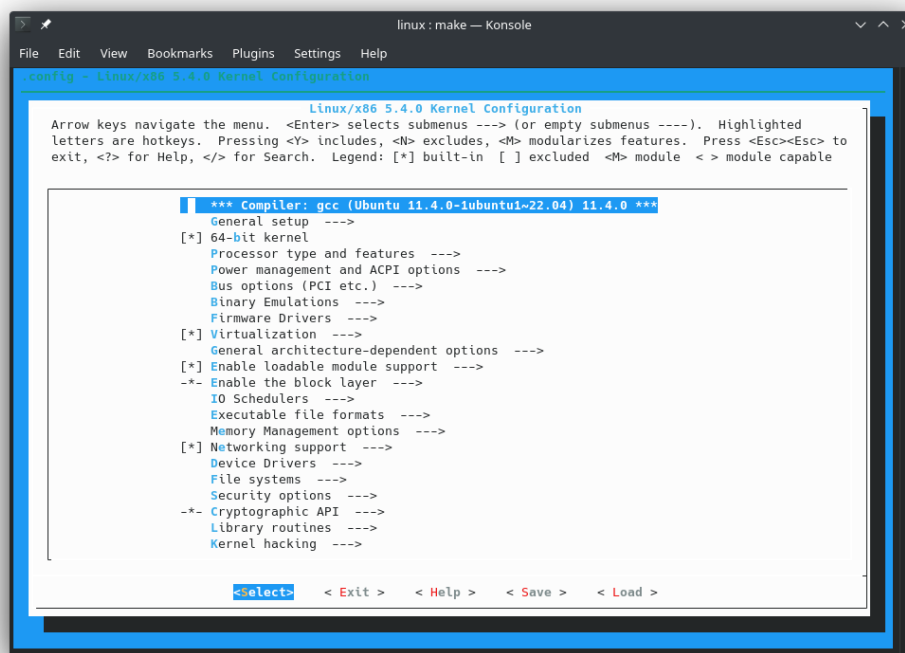 linux : make — Konsole
File Edit View Bookmarks Plugins Settings Help
.config - Linux/x86 5.4.0 Kernel Configuration
Linux/x86 5.4.0 Kernel Configuration
Arrow keys navigate the menu. <Enter> selects submenus ---> (or empty submenus ----). Highlighted
letters are hotkeys. Pressing <Y> includes, <N> excludes, <M> modularizes features. Press <Esc><Esc> to
exit, <?> for Help, </> for Search. Legend: [*] built-in [ ] excluded <M> module < > module capable
*** Compiler: gcc (Ubuntu 11.4.0-1ubuntu1~22.04) 11.4.0 ***
General setup --->
[*] 64-bit kernel
Processor type and features --->
Power management and ACPI options --->
Bus options (PCI etc.) --->
Binary Emulations --->
Firmware Drivers --->
[*] Virtualization --->
General architecture-dependent options --->
[*] Enable loadable module support --->
-*- Enable the block layer --->
IO Schedulers --->
Executable file formats --->
Memory Management options --->
[*] Networking support --->
Device Drivers --->
File systems --->
Security options --->
-*- Cryptographic API --->
Library routines --->
Kernel hacking --->
<Select> < Exit > < Help > < Save > < Load >